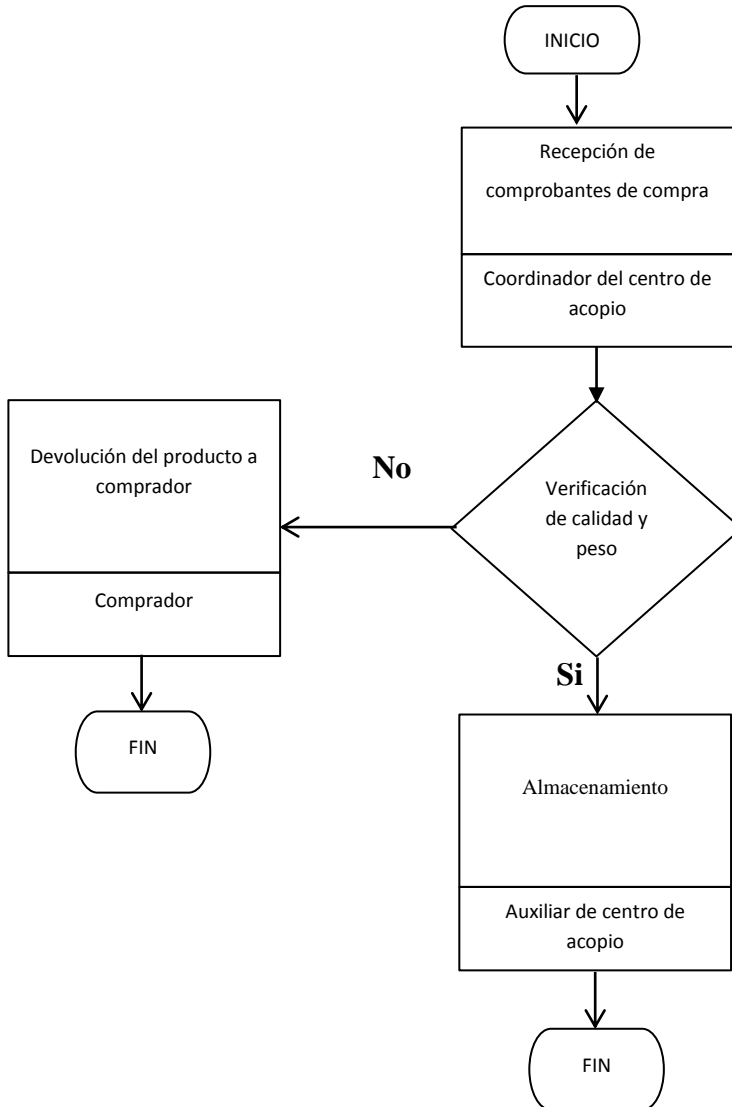 INICIO
Recepción de
comprobantes de compra
Coordinador del centro de
acopio
Verificación
de calidad y
peso
No
Devolución del producto a
comprador
Comprador
FIN
Si
Almacenamiento
Auxiliar de centro de
acopio
FIN